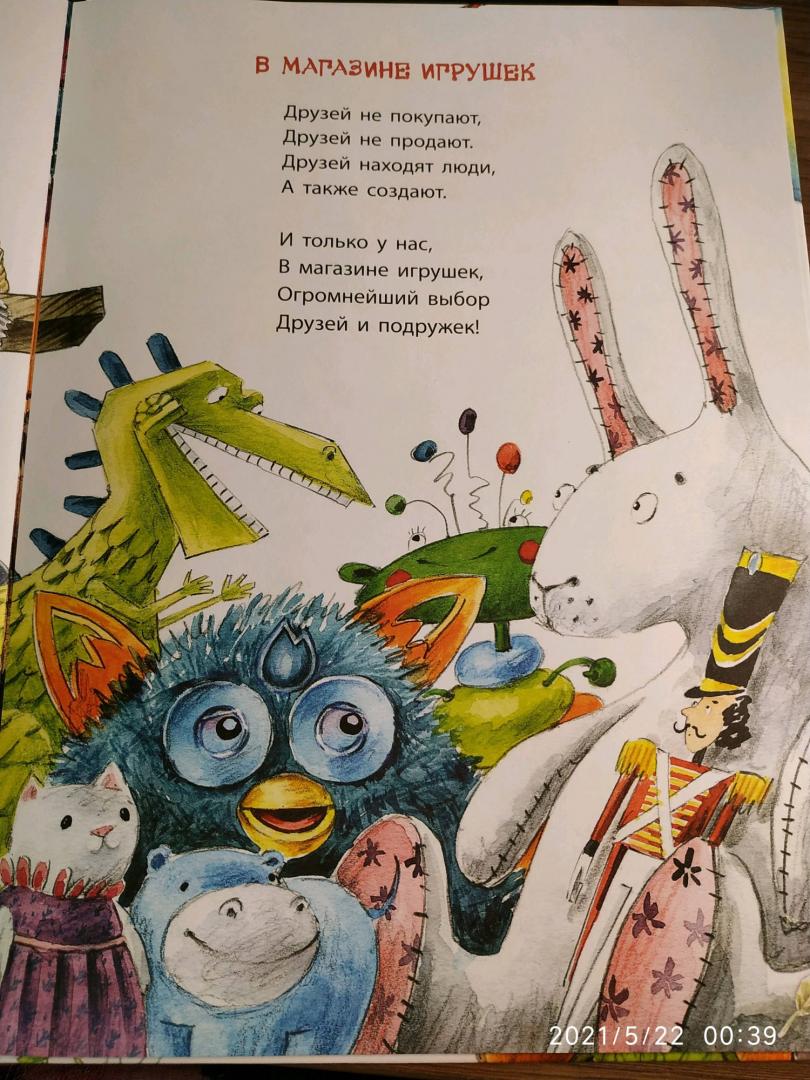 В МАГАЗИНЕ ИГРУШЕК
Друзей не покупают,
Друзей не продают.
Друзей находят люди,
А также создают.
И только у нас,
В магазине игрушек,
Огромнейший выбор
Друзей и подружек!
2021/5/22 00:39